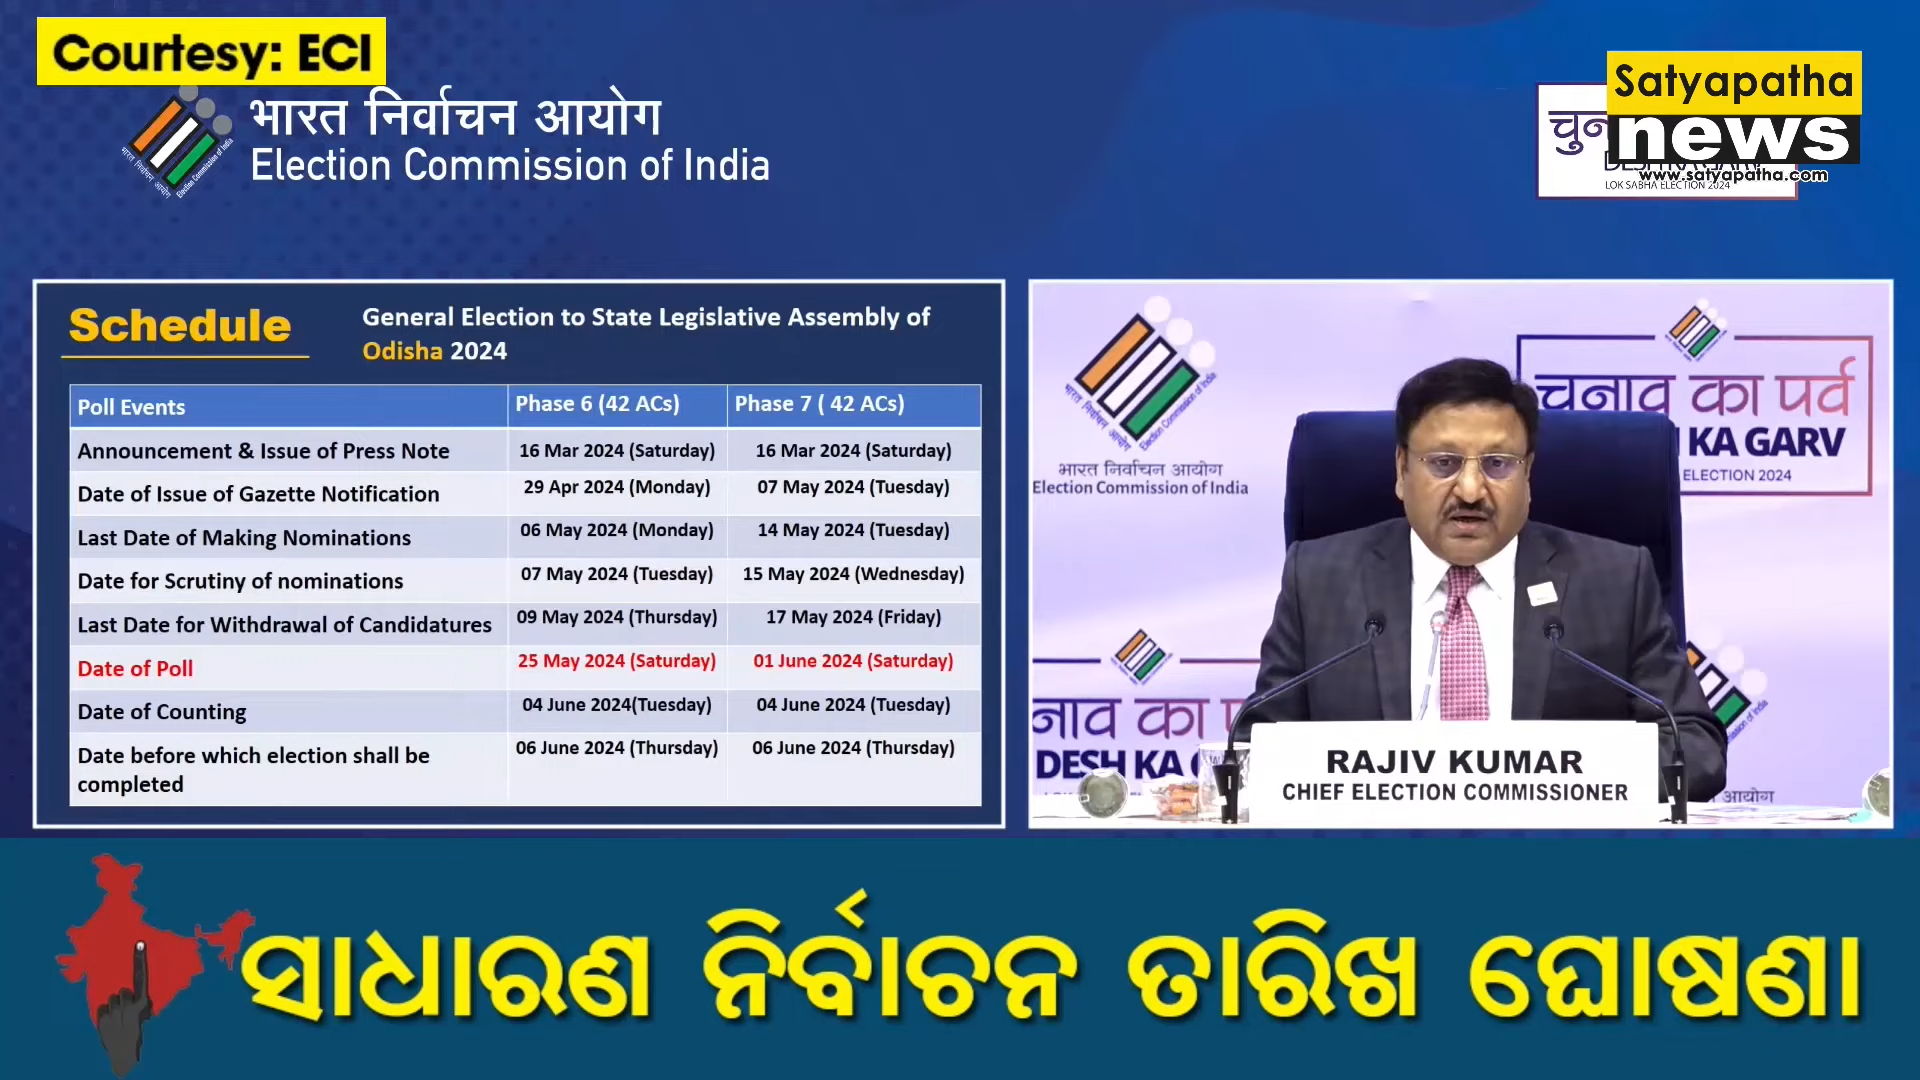 Courtesy: ECI
भारत निर्वाचन आयोग
Election Commission of India
Satyapatha
news
www.satyapatha.com
LOK SABHA ELECTION 2024
Schedule
General Election to State Legislative Assembly of
Odisha 2024
Poll Events Phase 6 (42 ACs) Phase 7 ( 42 ACs)
Announcement & Issue of Press Note 16 Mar 2024 (Saturday) 16 Mar 2024 (Saturday)
Date of Issue of Gazette Notification 29 Apr 2024 (Monday) 07 May 2024 (Tuesday)
Last Date of Making Nominations 06 May 2024 (Monday) 14 May 2024 (Tuesday)
Date for Scrutiny of nominations 07 May 2024 (Tuesday) 15 May 2024 (Wednesday)
Last Date for Withdrawal of Candidatures 09 May 2024 (Thursday) 17 May 2024 (Friday)
Date of Poll 25 May 2024 (Saturday) 01 June 2024 (Saturday)
Date of Counting 04 June 2024(Tuesday) 04 June 2024 (Tuesday)
Date before which election shall be
completed 06 June 2024 (Thursday) 06 June 2024 (Thursday)
भारत निर्वाचन आयोग
Election Commission of India
चुनाव का पर्व
KA GARV
ELECTION 2024
का
DESH KA
आयोग
RAJIV KUMAR
CHIEF ELECTION COMMISSIONER
ସାଧାରଣ ନିର୍ବାଚନ ତାରିଖ ଘୋଷଣା